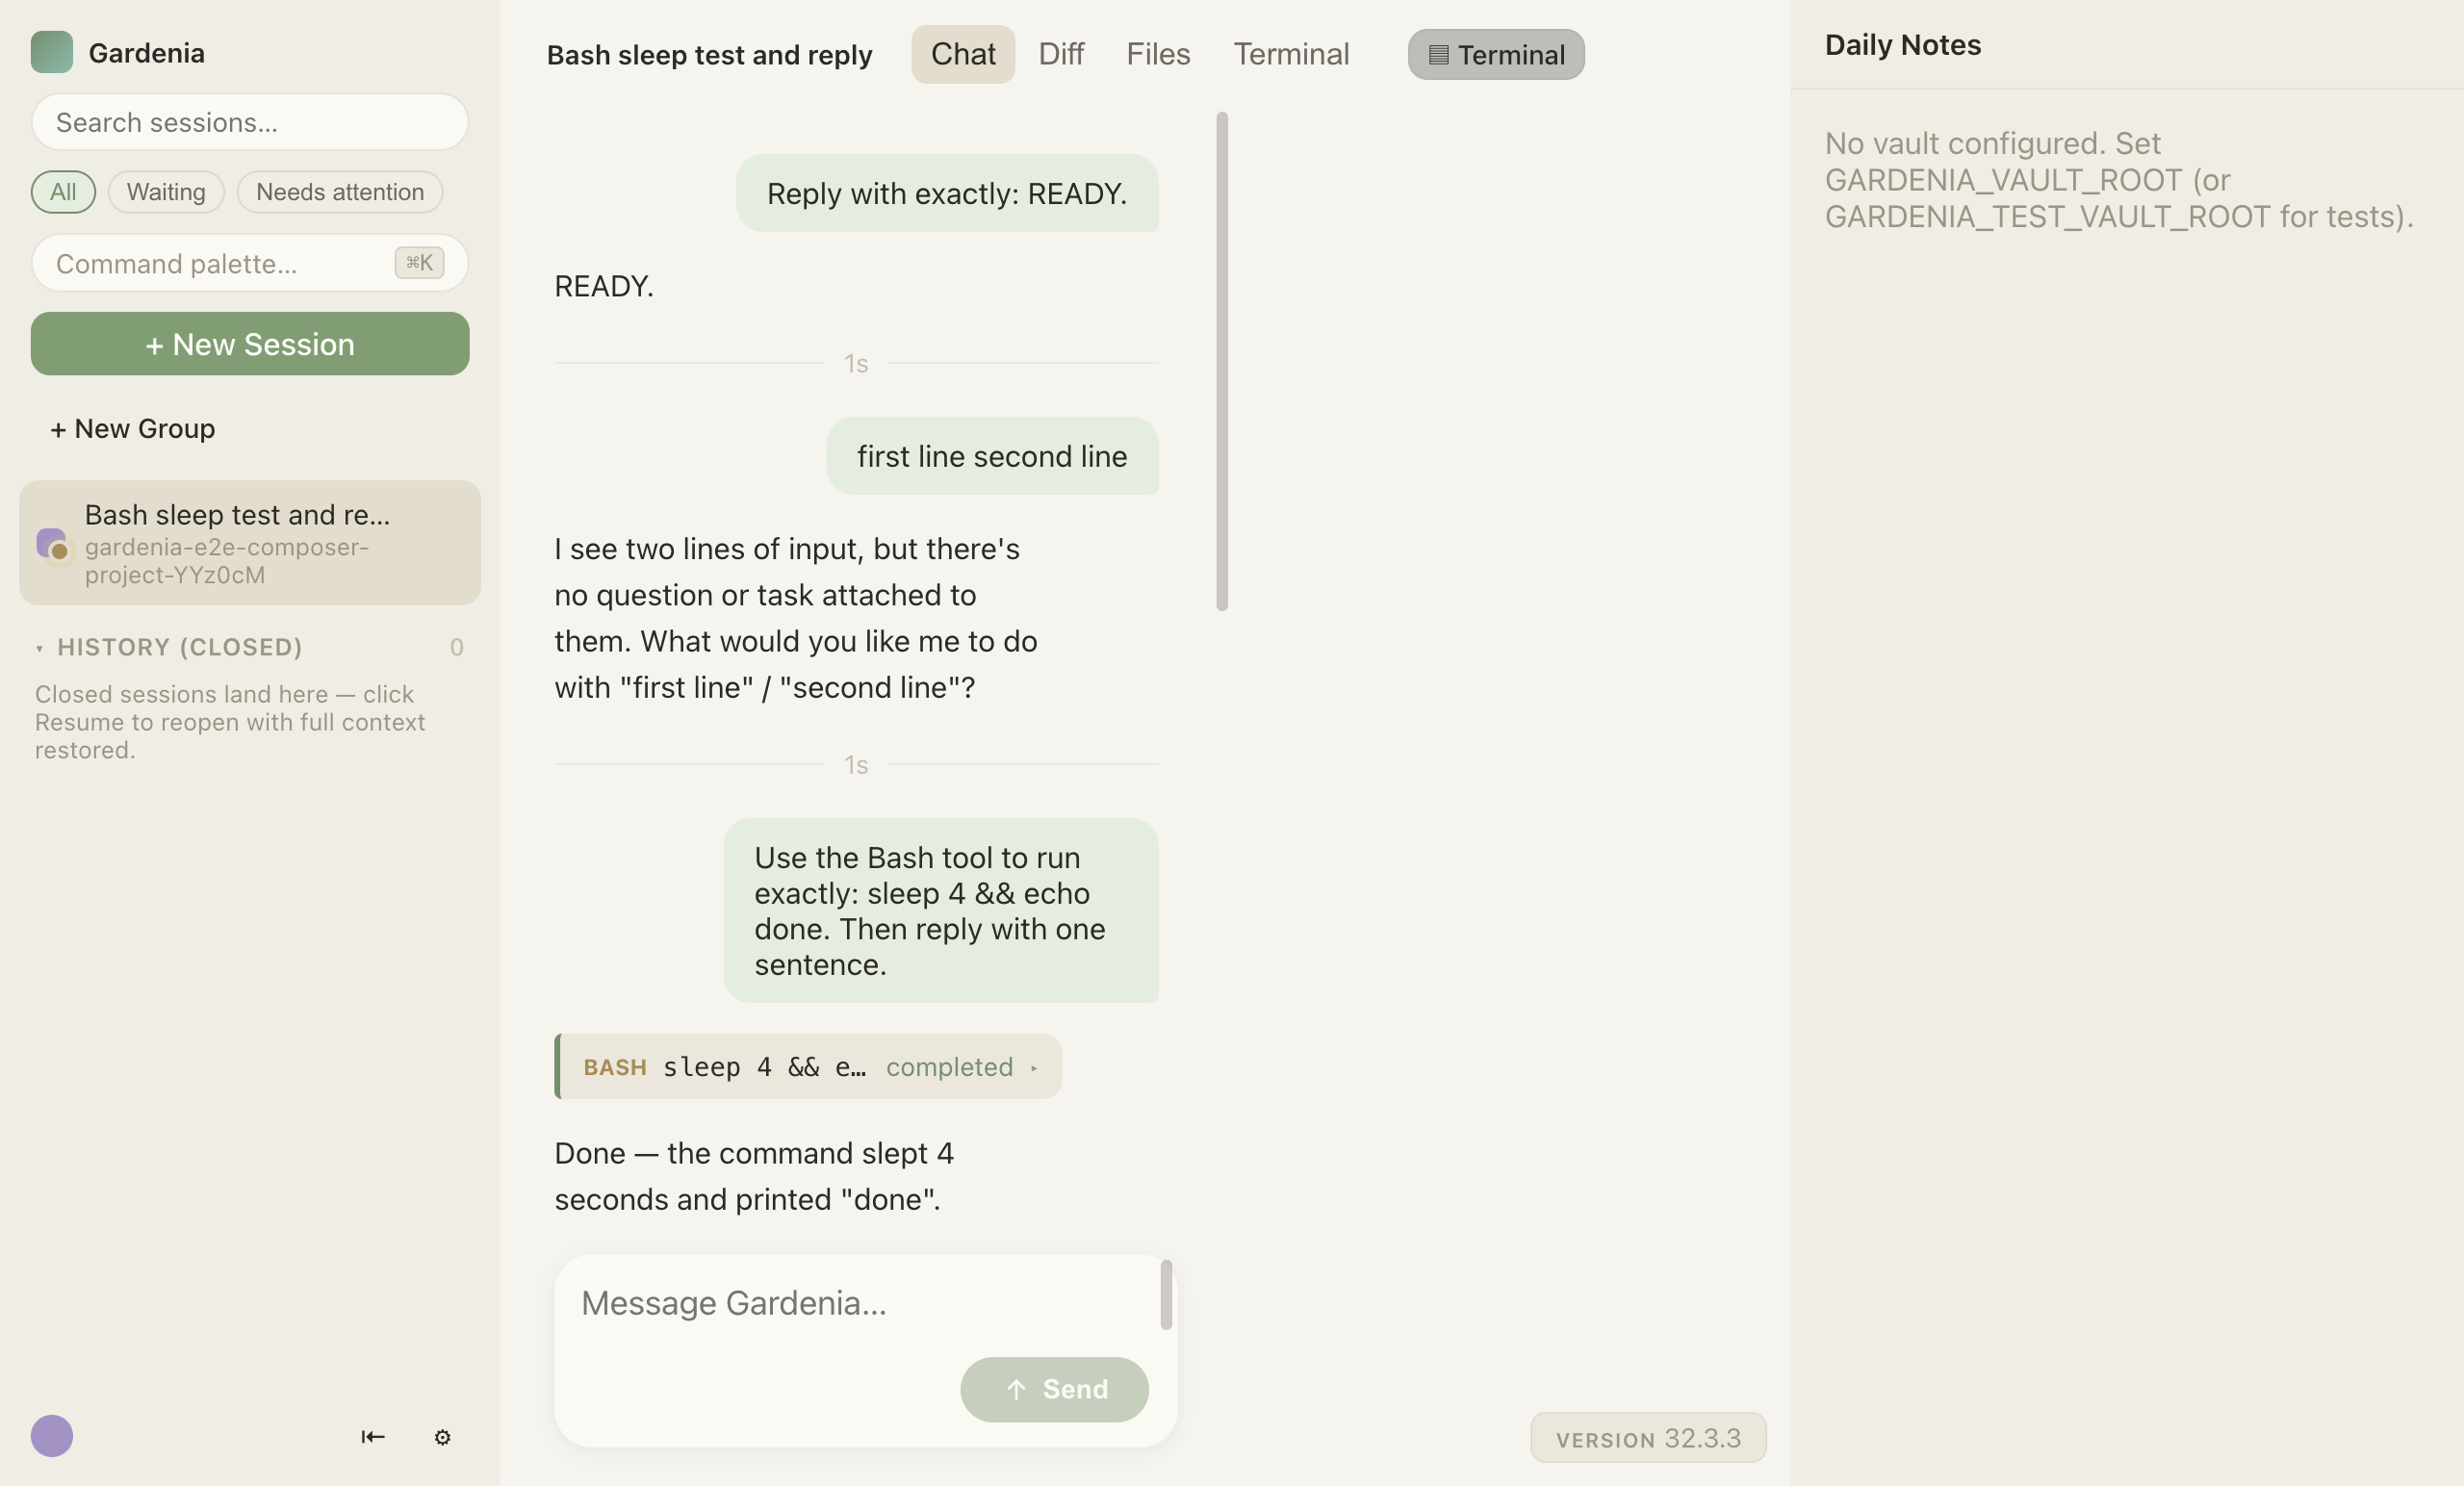 Gardenia
Search sessions...
All Waiting Needs attention
Command palette... ⌘K
+ New Session
+ New Group
Bash sleep test and re...
gardenia-e2e-composer-
project-YYz0cM
▾ HISTORY (CLOSED) 0
Closed sessions land here — click
Resume to reopen with full context
restored.
Bash sleep test and reply Chat Diff Files Terminal Terminal
Reply with exactly: READY.
READY.
1s
first line second line
I see two lines of input, but there's
no question or task attached to
them. What would you like me to do
with "first line" / "second line"?
1s
Use the Bash tool to run
exactly: sleep 4 && echo
done. Then reply with one
sentence.
BASH sleep 4 && e… completed ▸
Done — the command slept 4
seconds and printed "done".
Message Gardenia...
↑ Send
VERSION 32.3.3
Daily Notes
No vault configured. Set
GARDENIA_VAULT_ROOT (or
GARDENIA_TEST_VAULT_ROOT for tests).